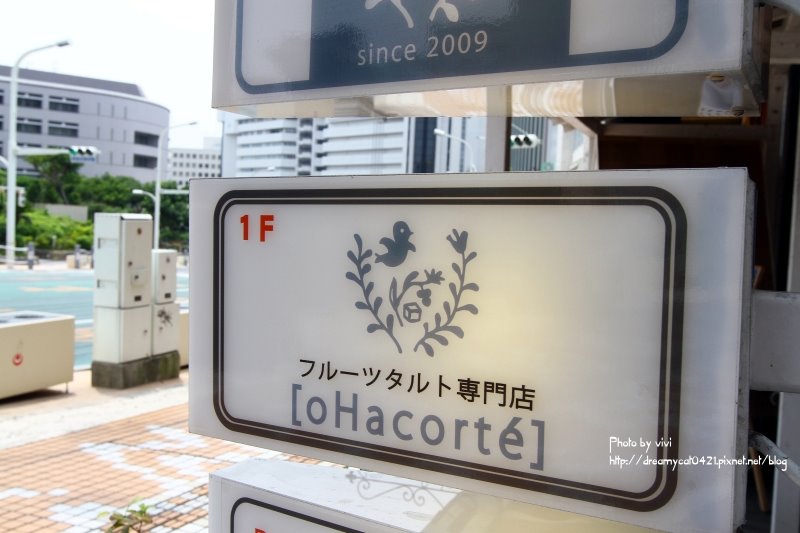 since 2009
1F
フルーツタルト専門店
[oHacorté]
Photo by vivi
http://dreamycat0421.pixnet.net/blog